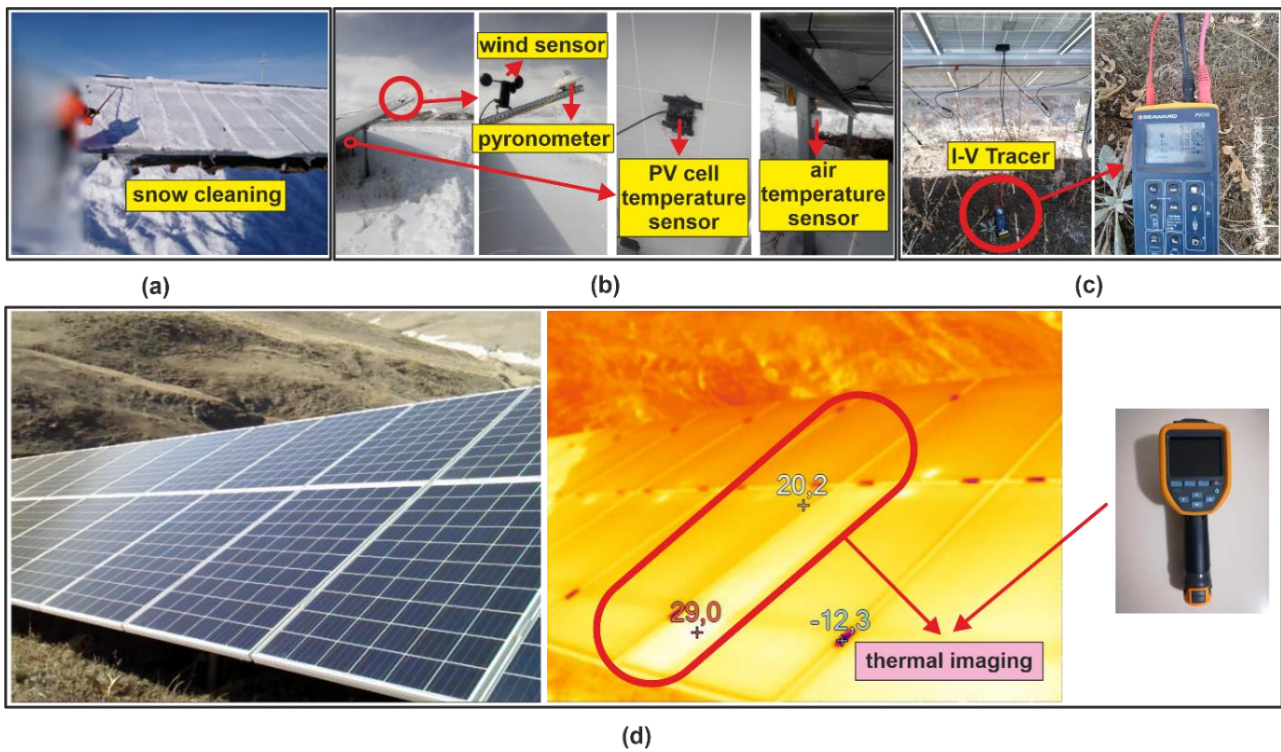 snow cleaning
wind sensor
pyronometer
PV cell
temperature
sensor
air
temperature
sensor
I-V Tracer
SEAWARD
(a)
(b)
(c)
20,2
29,0
-12,3
thermal imaging
(d)